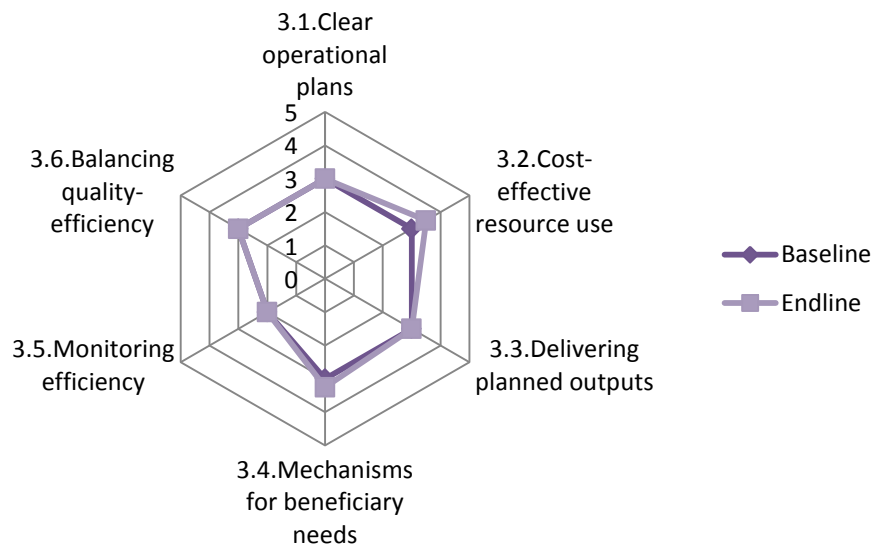 3.1.Clear
operational
plans
5
4
3
2
1
0
3.2.Cost-
effective
resource use
3.3.Delivering
planned outputs
3.4.Mechanisms
for beneficiary
needs
3.5.Monitoring
efficiency
3.6.Balancing
quality-
efficiency
Baseline
Endline